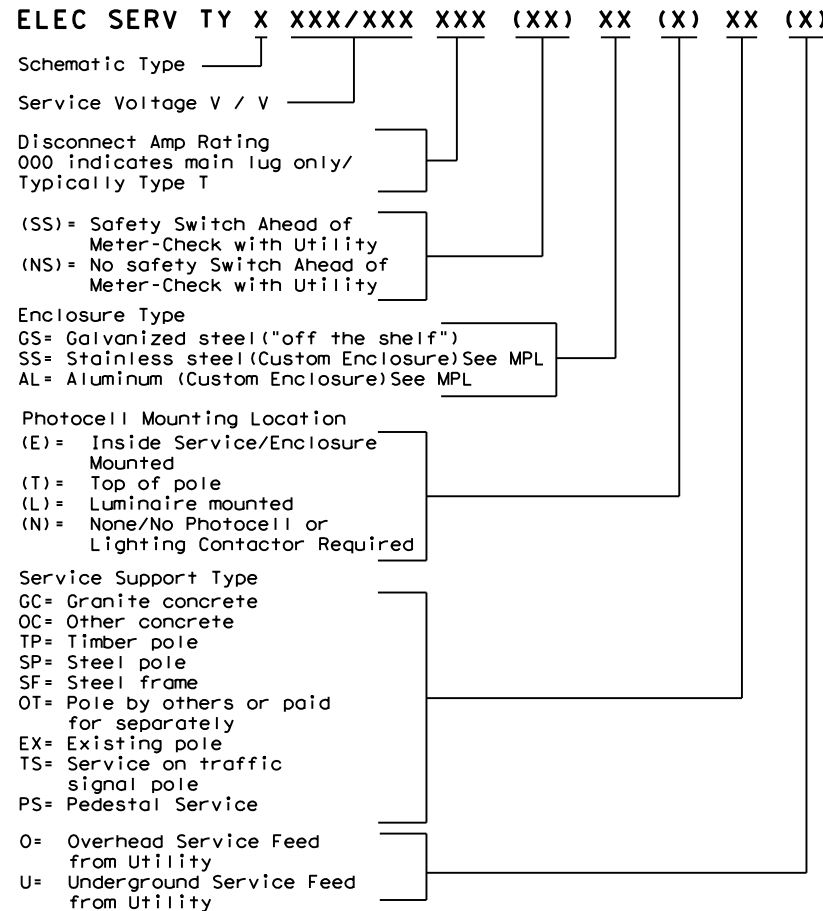 ELEC SERV TY X XXX/XXX XXX (XX) XX (X) XX (X)
Schematic Type
Service Voltage V / V
Disconnect Amp Rating
000 indicates main lug only/
Typically Type T
(SS)= Safety Switch Ahead of
Meter-Check with Utility
(NS)= No safety Switch Ahead of
Meter-Check with Utility
Enclosure Type
GS= Galvanized steel("off the shelf")
SS= Stainless steel(Custom Enclosure)See MPL
AL= Aluminum (Custom Enclosure)See MPL
Photocell Mounting Location
(E)= Inside Service/Enclosure
Mounted
(T)= Top of pole
(L)= Luminaire mounted
(N)= None/No Photocell or
Lighting Contactor Required
Service Support Type
GC= Granite concrete
OC= Other concrete
TP= Timber pole
SP= Steel pole
SF= Steel frame
OT= Pole by others or paid
for separately
EX= Existing pole
TS= Service on traffic
signal pole
PS= Pedestal Service
O= Overhead Service Feed
from Utility
U= Underground Service Feed
from Utility